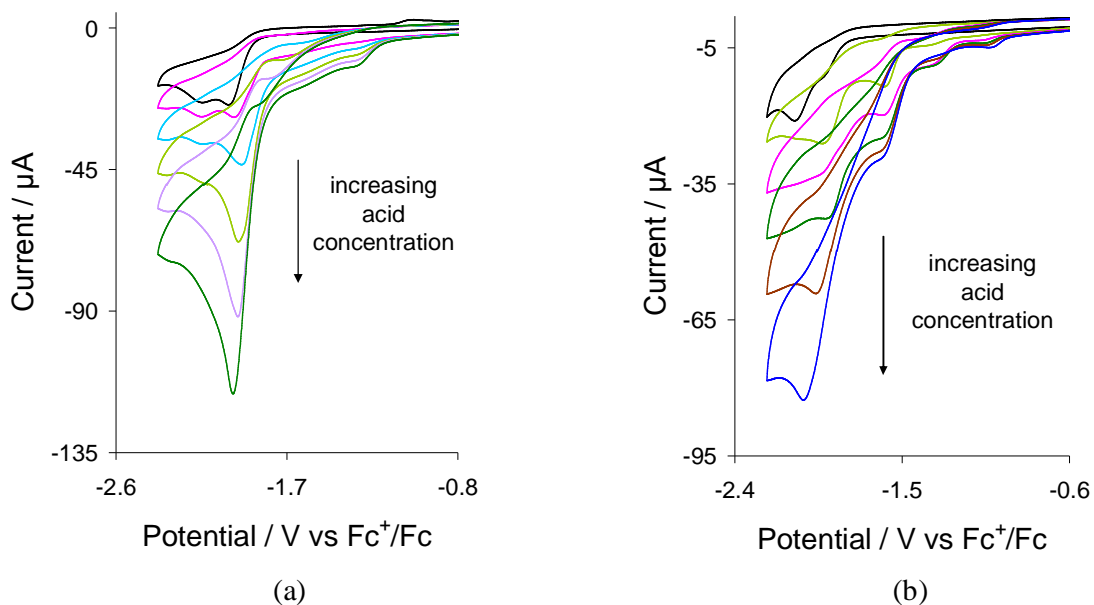 0
-45
-90
-135
Current / µA
increasing
acid
concentration
-2.6
-1.7
-0.8
Potential / V vs Fc⁺/Fc
(a)
-5
-35
-65
-95
Current / µA
increasing
acid
concentration
-2.4
-1.5
-0.6
Potential / V vs Fc⁺/Fc
(b)